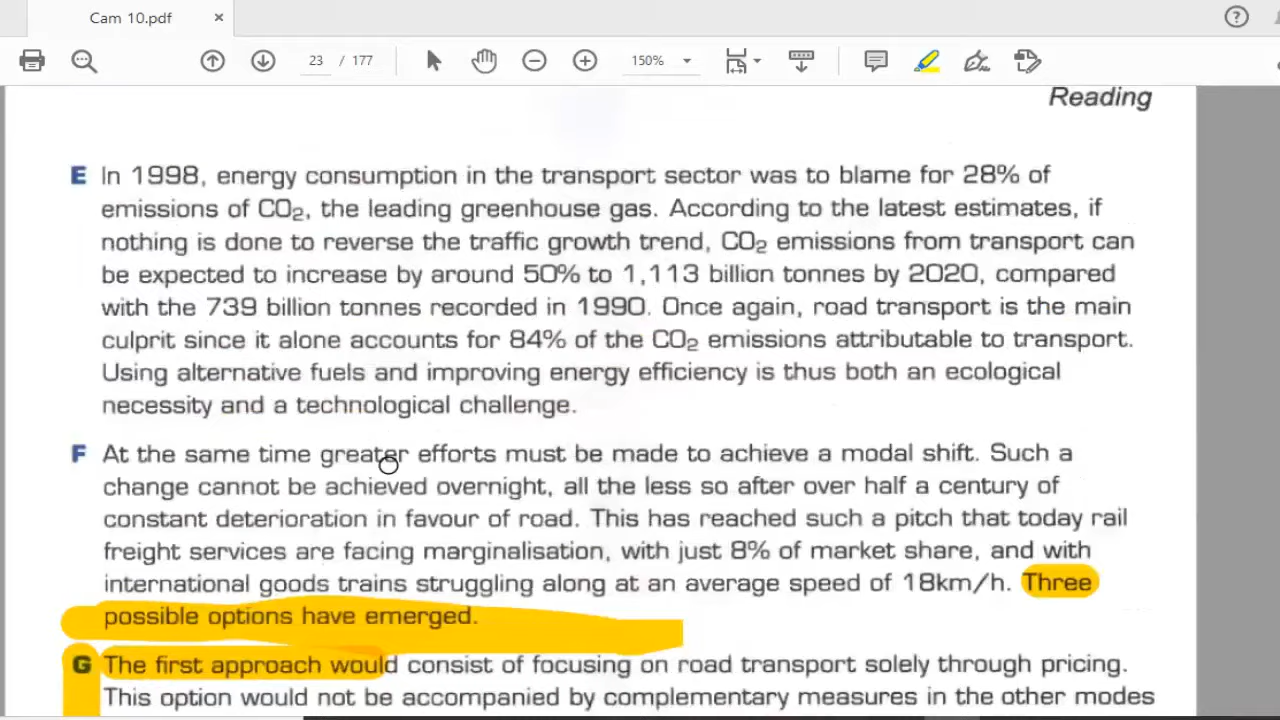 Cam 10.pdf ×
23 / 177 150%
Reading
E In 1998, energy consumption in the transport sector was to blame for 28% of
emissions of CO₂, the leading greenhouse gas. According to the latest estimates, if
nothing is done to reverse the traffic growth trend, CO₂ emissions from transport can
be expected to increase by around 50% to 1,113 billion tonnes by 2020, compared
with the 739 billion tonnes recorded in 1990. Once again, road transport is the main
culprit since it alone accounts for 84% of the CO₂ emissions attributable to transport.
Using alternative fuels and improving energy efficiency is thus both an ecological
necessity and a technological challenge.
F At the same time greater efforts must be made to achieve a modal shift. Such a
change cannot be achieved overnight, all the less so after over half a century of
constant deterioration in favour of road. This has reached such a pitch that today rail
freight services are facing marginalisation, with just 8% of market share, and with
international goods trains struggling along at an average speed of 18km/h. Three
possible options have emerged.
G The first approach would consist of focusing on road transport solely through pricing.
This option would not be accompanied by complementary measures in the other modes